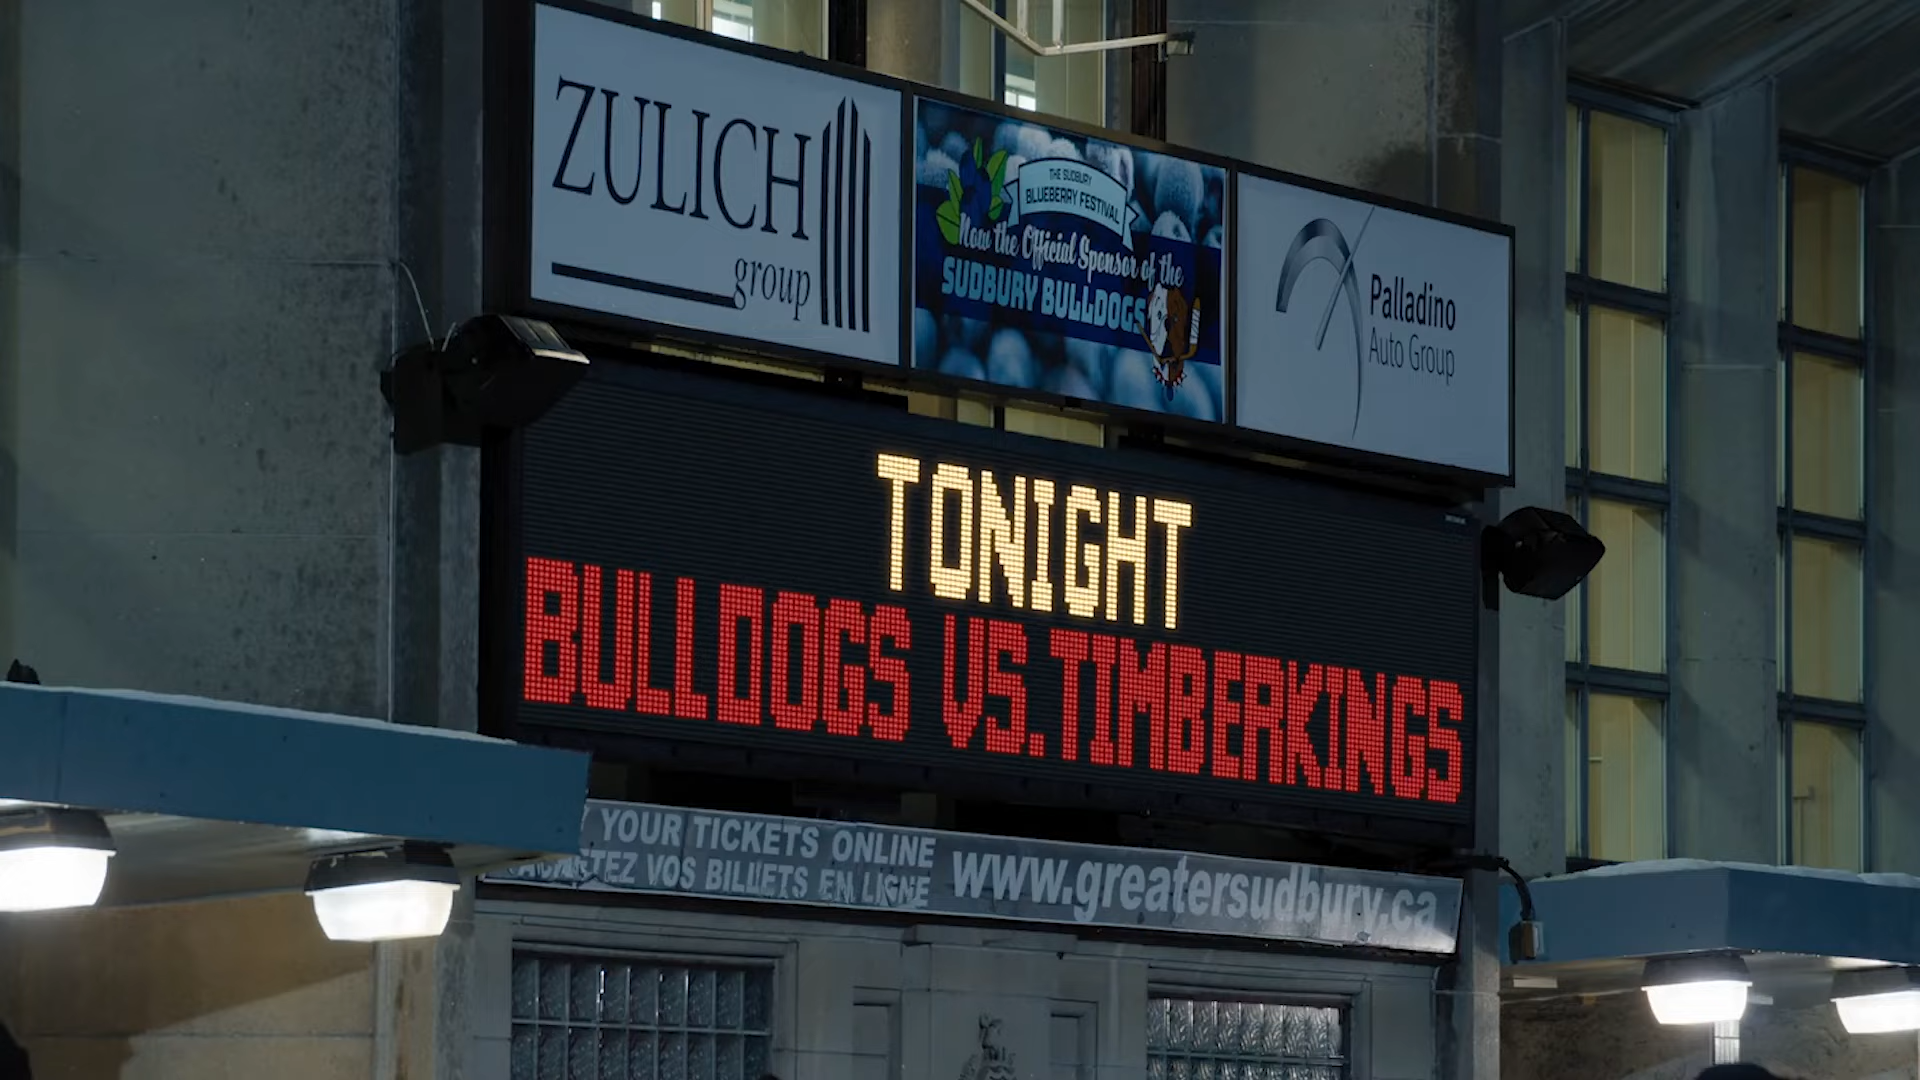 ZULICH
group
THE SUDBURY
BLUEBERRY FESTIVAL
Now the Official Sponsor of the
SUDBURY BULLDOGS
Palladino
Auto Group
TONIGHT
BULLDOGS VS.TIMBERKINGS
YOUR TICKETS ONLINE
VOS BILLETS EN LIGNE
www.greatersudbury.ca